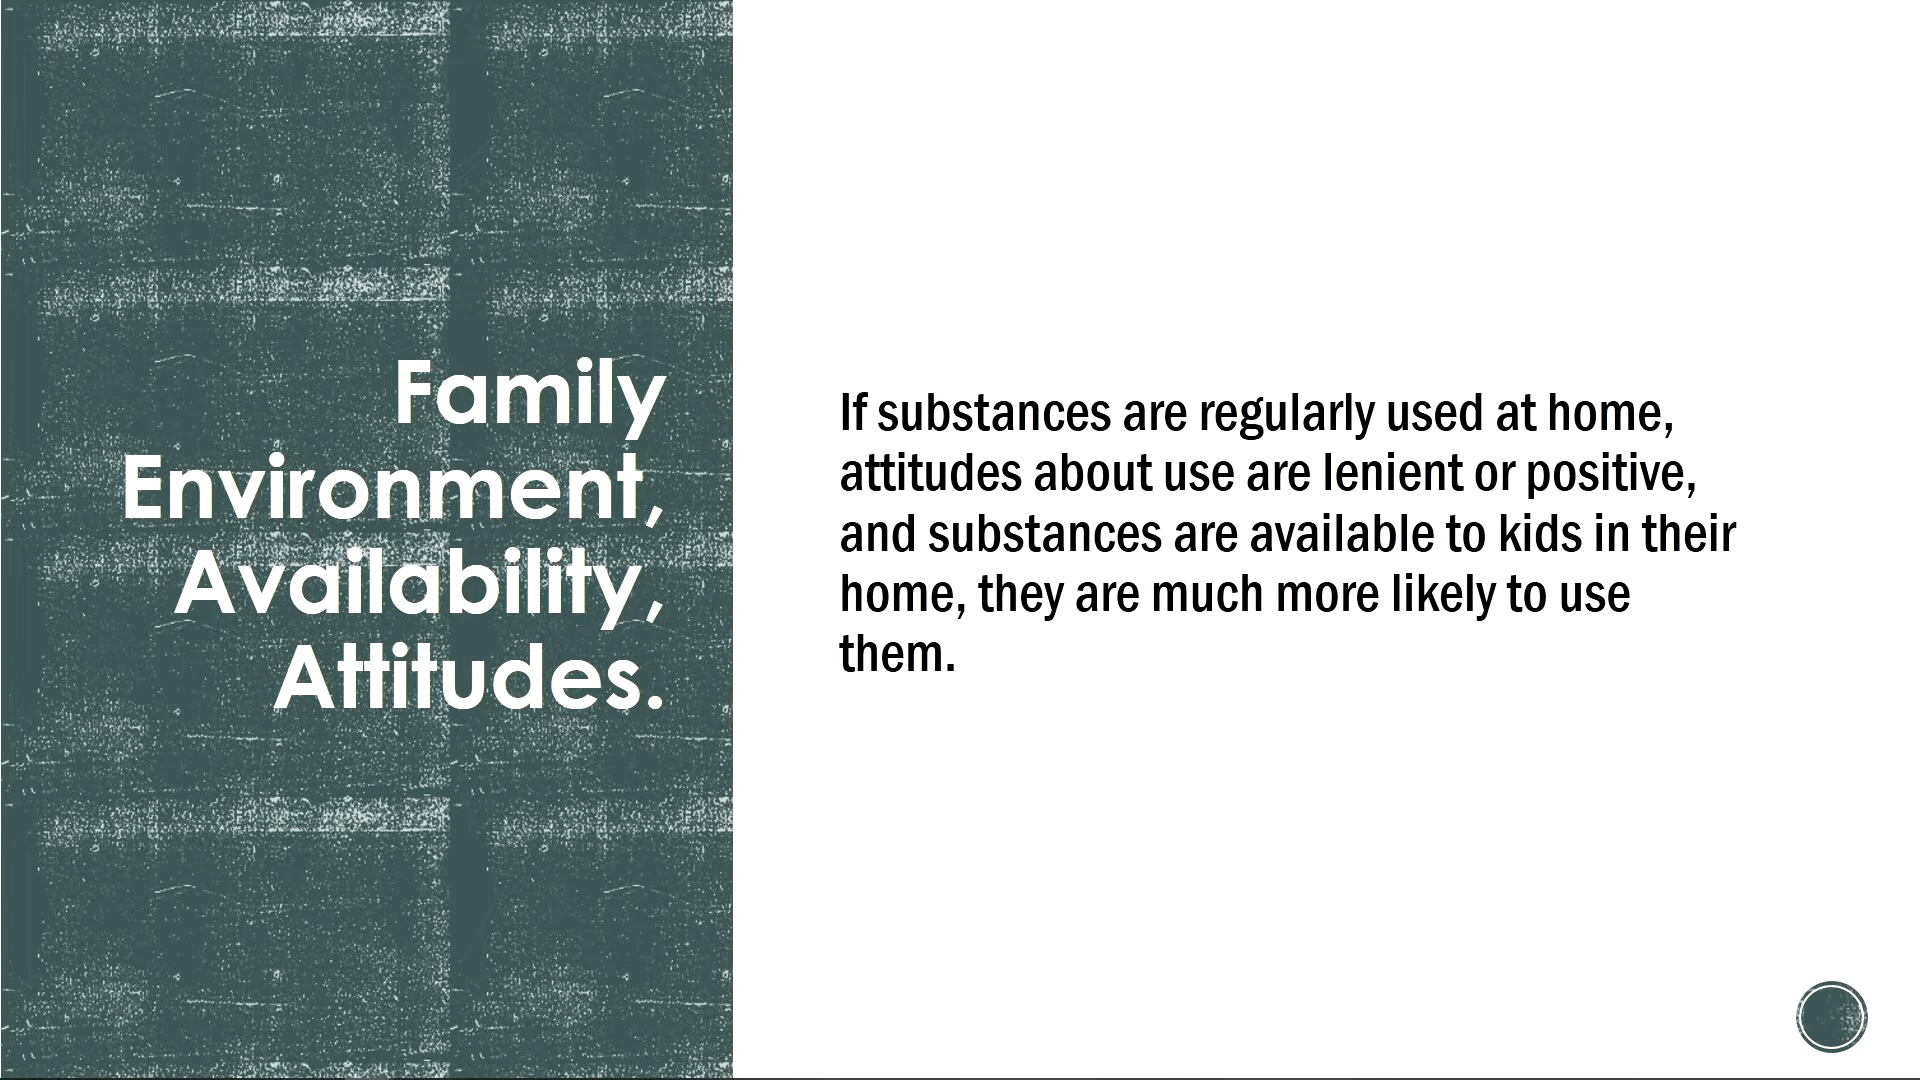 Family
Environment,
Availability,
Attitudes.
If substances are regularly used at home,
attitudes about use are lenient or positive,
and substances are available to kids in their
home, they are much more likely to use
them.